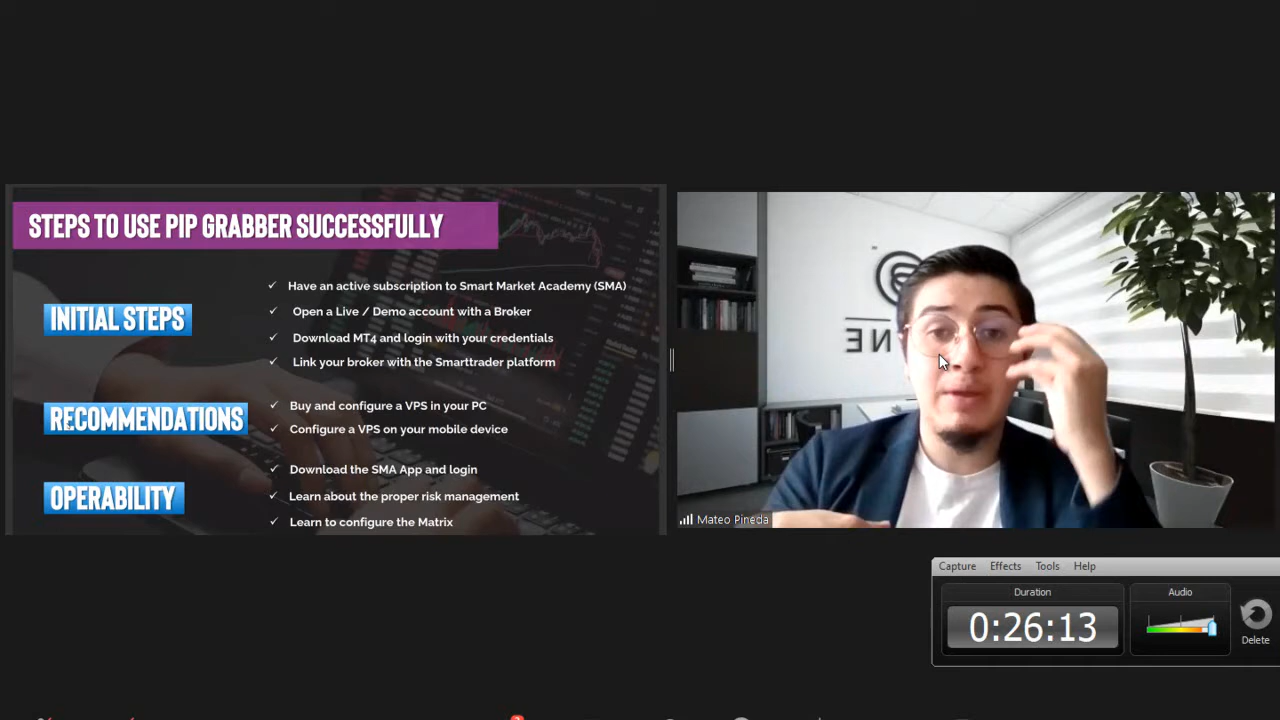 STEPS TO USE PIP GRABBER SUCCESSFULLY
INITIAL STEPS
✓ Have an active subscription to Smart Market Academy (SMA)
✓ Open a Live / Demo account with a Broker
✓ Download MT4 and login with your credentials
✓ Link your broker with the Smarttrader platform
RECOMMENDATIONS
✓ Buy and configure a VPS in your PC
✓ Configure a VPS on your mobile device
OPERABILITY
✓ Download the SMA App and login
✓ Learn about the proper risk management
✓ Learn to configure the Matrix
NE
Mateo Pineda
Capture Effects Tools Help
Duration Audio
0:26:13
Delete